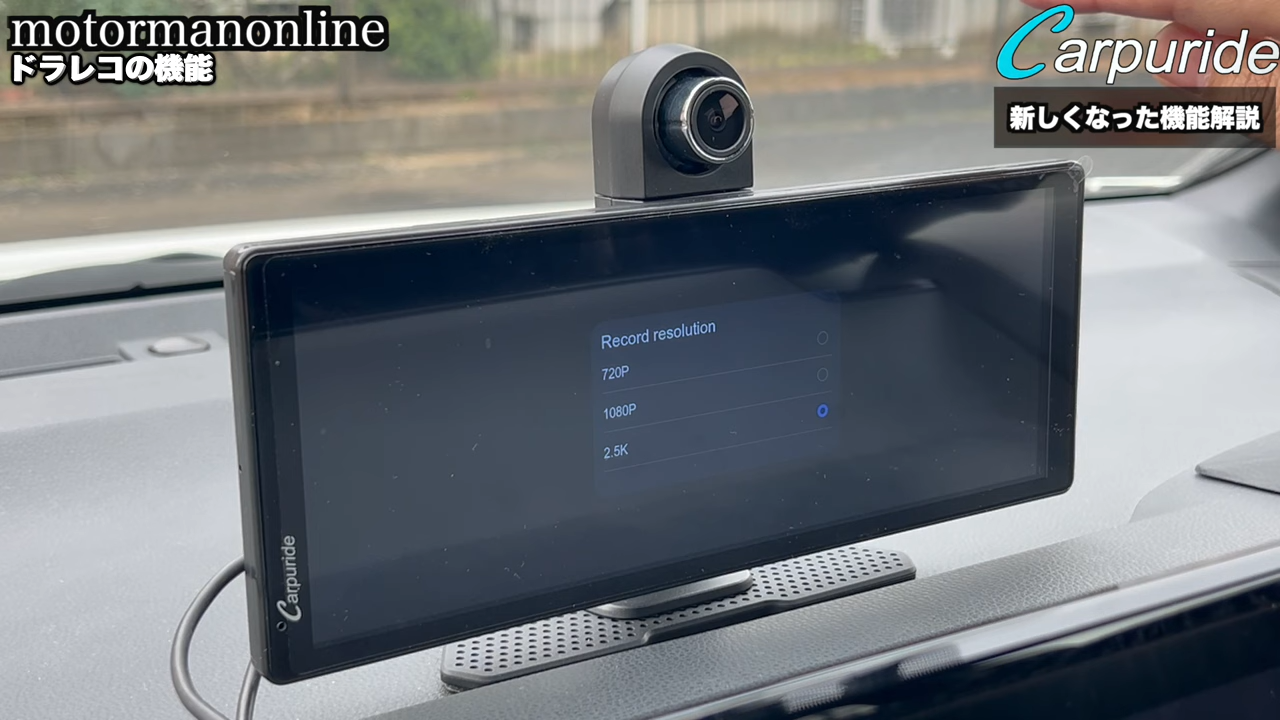 motormanonline
ドラレコの機能
Carpuride
新しくなった機能解説
Record resolution
720P
1080P
2.5K
Carpuride